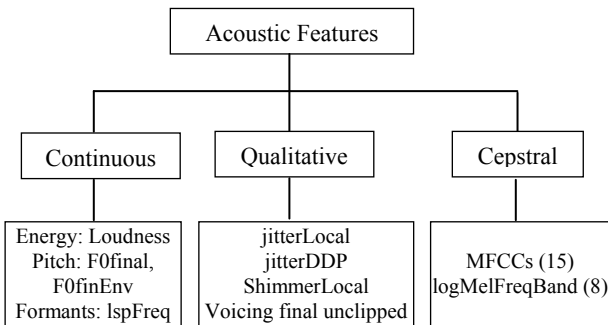 Acoustic Features
Continuous
Qualitative
Cepstral
Energy: Loudness
Pitch: F0final,
F0finEnv
Formants: lspFreq
jitterLocal
jitterDDP
ShimmerLocal
Voicing final unclipped
MFCCs (15)
logMelFreqBand (8)